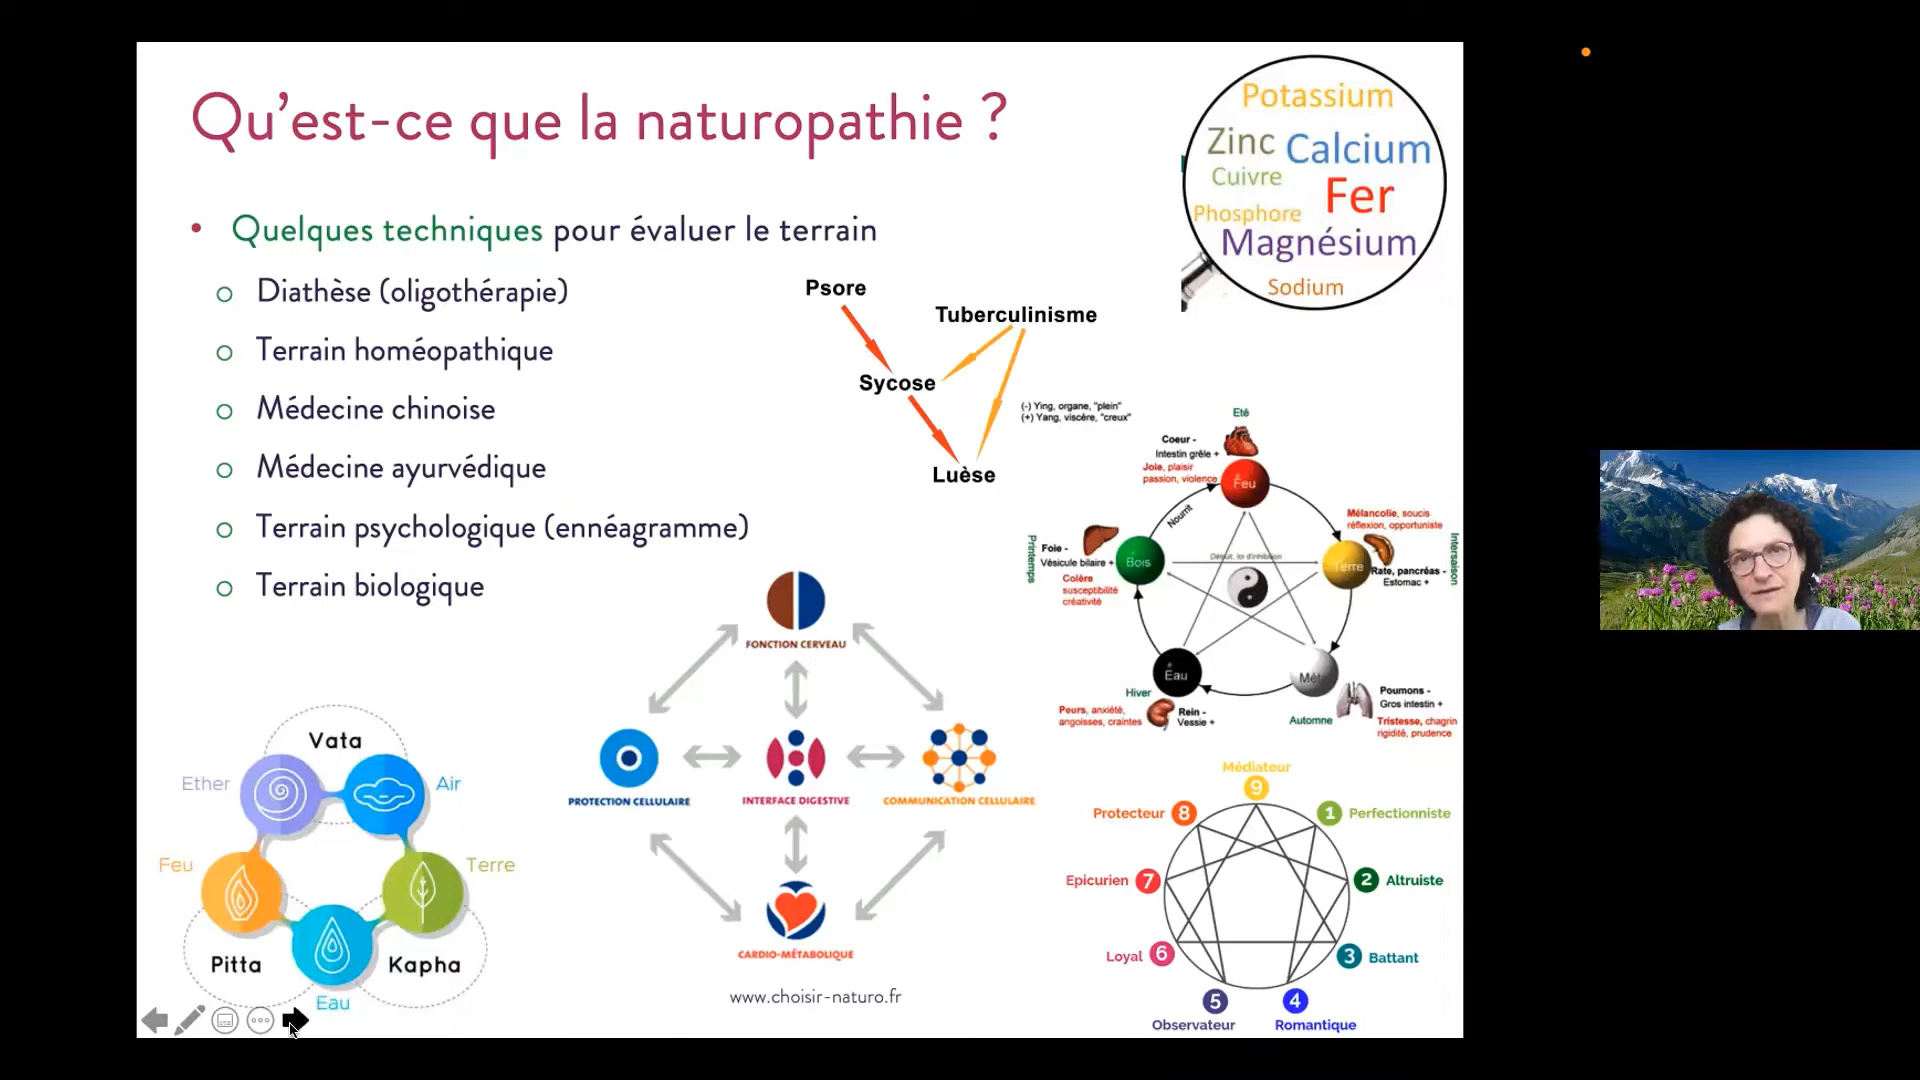 Qu'est-ce que la naturopathie ?
• Quelques techniques pour évaluer le terrain
o Diathèse (oligothérapie)
o Terrain homéopathique
o Médecine chinoise
o Médecine ayurvédique
o Terrain psychologique (ennéagramme)
o Terrain biologique
Potassium
Zinc Calcium
Cuivre
Fer
Phosphore
Magnésium
Sodium
Psore
Tuberculinisme
Sycose
Luèse
(-) Ying, organe, "plein"
(+) Yang, viscère, "creux"
Eté
Coeur -
Intestin grêle +
Joie, plaisir
passion, violence
Feu
Nourrit
Mélancolie, soucis
réflexion, opportuniste
Intersaison
Terre
Rate, pancréas -
Estomac +
Printemps
Foie -
Vésicule bilaire +
Bois
Colère
susceptibilité
créativité
Eau
Hiver
Peurs, anxiété,
angoisses, craintes
Rein -
Vessie +
Automne
Poumons -
Gros intestin +
Tristesse, chagrin
rigidité, prudence
FONCTION CERVEAU
PROTECTION CELLULAIRE
INTERFACE DIGESTIVE
COMMUNICATION CELLULAIRE
CARDIO-MÉTABOLIQUE
Vata
Ether
Air
Feu
Terre
Pitta
Kapha
Eau
Médiateur
9
Protecteur 8
1 Perfectionniste
Epicurien 7
2 Altruiste
Loyal 6
3 Battant
5
Observateur
4
Romantique
www.choisir-naturo.fr